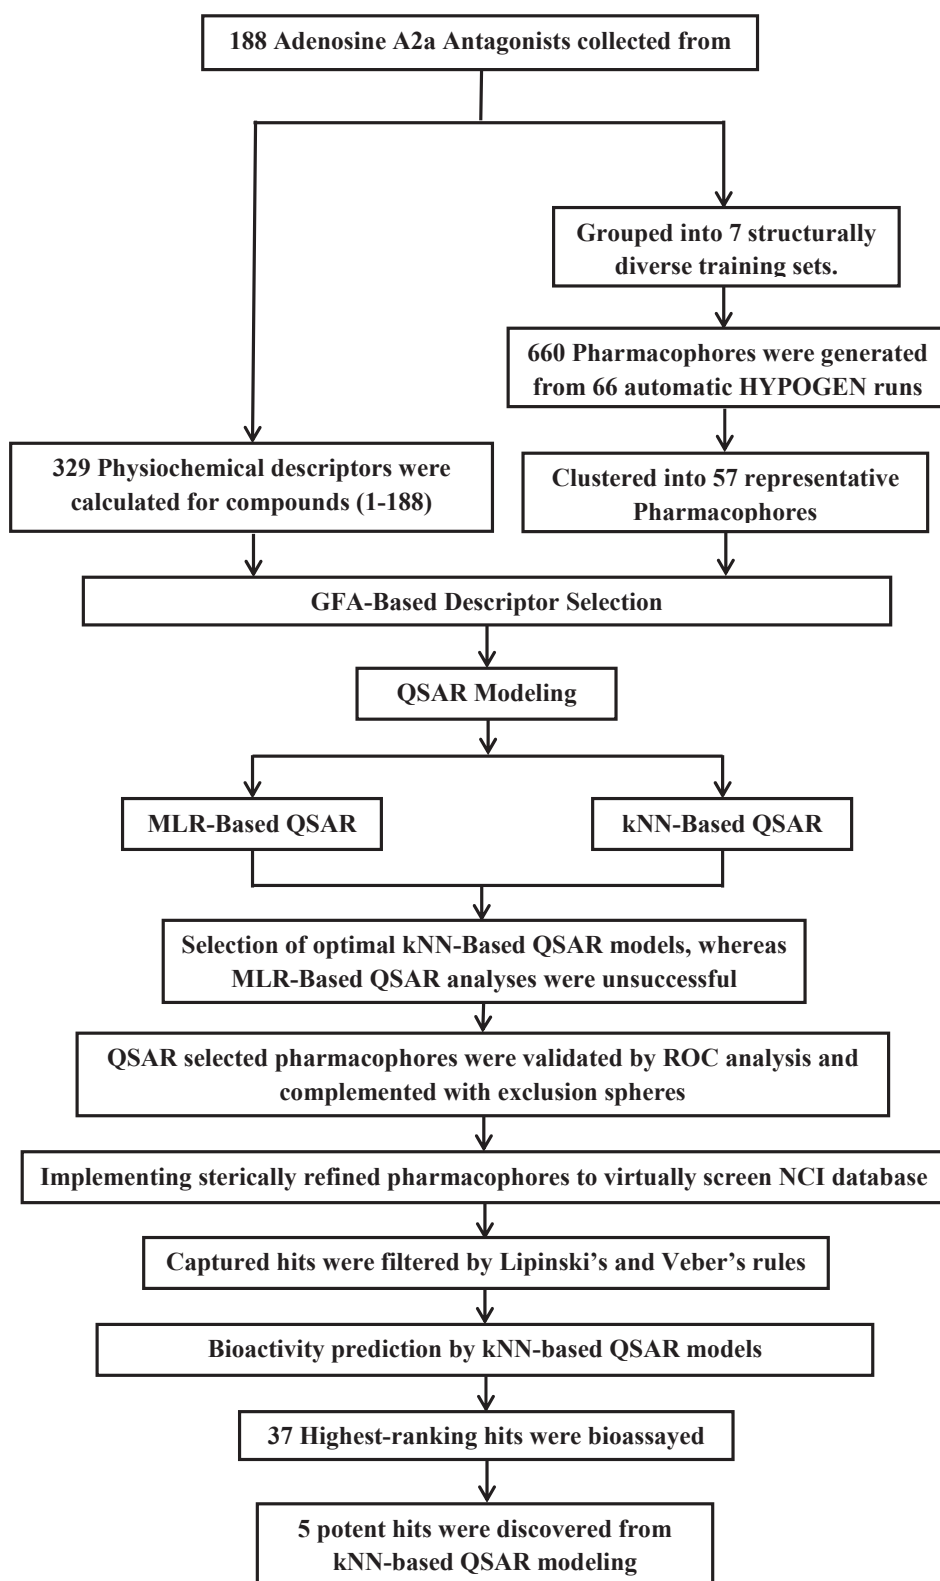 188 Adenosine A2a Antagonists collected from
Grouped into 7 structurally
diverse training sets.
660 Pharmacophores were generated
from 66 automatic HYPOGEN runs
329 Physiochemical descriptors were
calculated for compounds (1-188)
Clustered into 57 representative
Pharmacophores
GFA-Based Descriptor Selection
QSAR Modeling
MLR-Based QSAR
kNN-Based QSAR
Selection of optimal kNN-Based QSAR models, whereas
MLR-Based QSAR analyses were unsuccessful
QSAR selected pharmacophores were validated by ROC analysis and
complemented with exclusion spheres
Implementing sterically refined pharmacophores to virtually screen NCI database
Captured hits were filtered by Lipinski's and Veber's rules
Bioactivity prediction by kNN-based QSAR models
37 Highest-ranking hits were bioassayed
5 potent hits were discovered from
kNN-based QSAR modeling